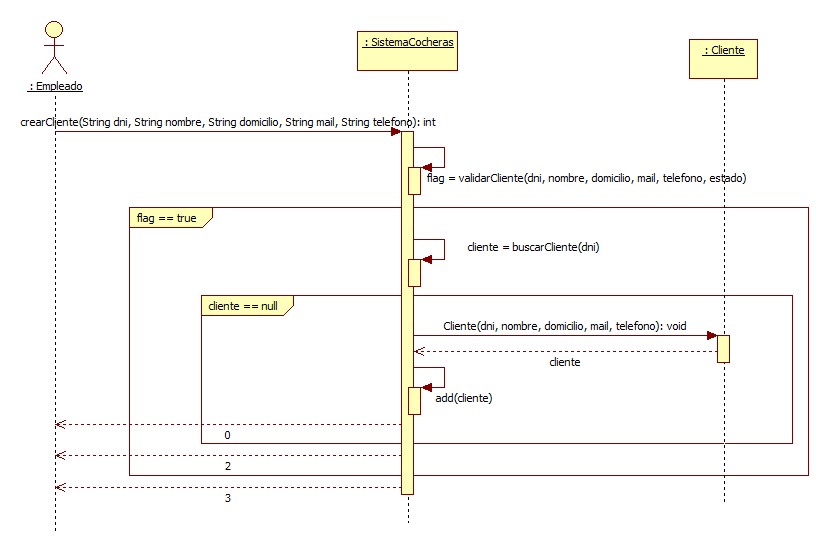 : SistemaCocheras
: Cliente
: Empleado
crearCliente(String dni, String nombre, String domicilio, String mail, String telefono): int
flag = validarCliente(dni, nombre, domicilio, mail, telefono, estado)
flag == true
cliente = buscarCliente(dni)
cliente == null
Cliente(dni, nombre, domicilio, mail, telefono): void
cliente
add(cliente)
0
2
3